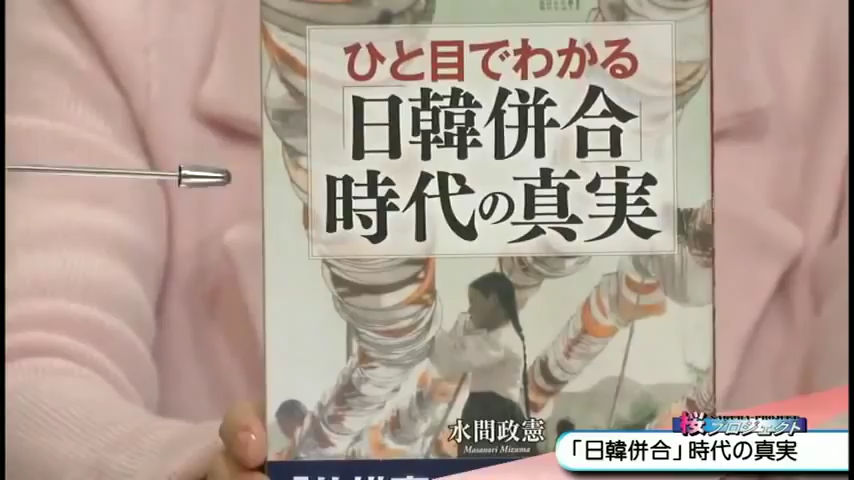 ひと目でわかる
「日韓併合」
時代の真実
水間政憲
Masanori Mizuma
桜プロジェクト
「日韓併合」時代の真実